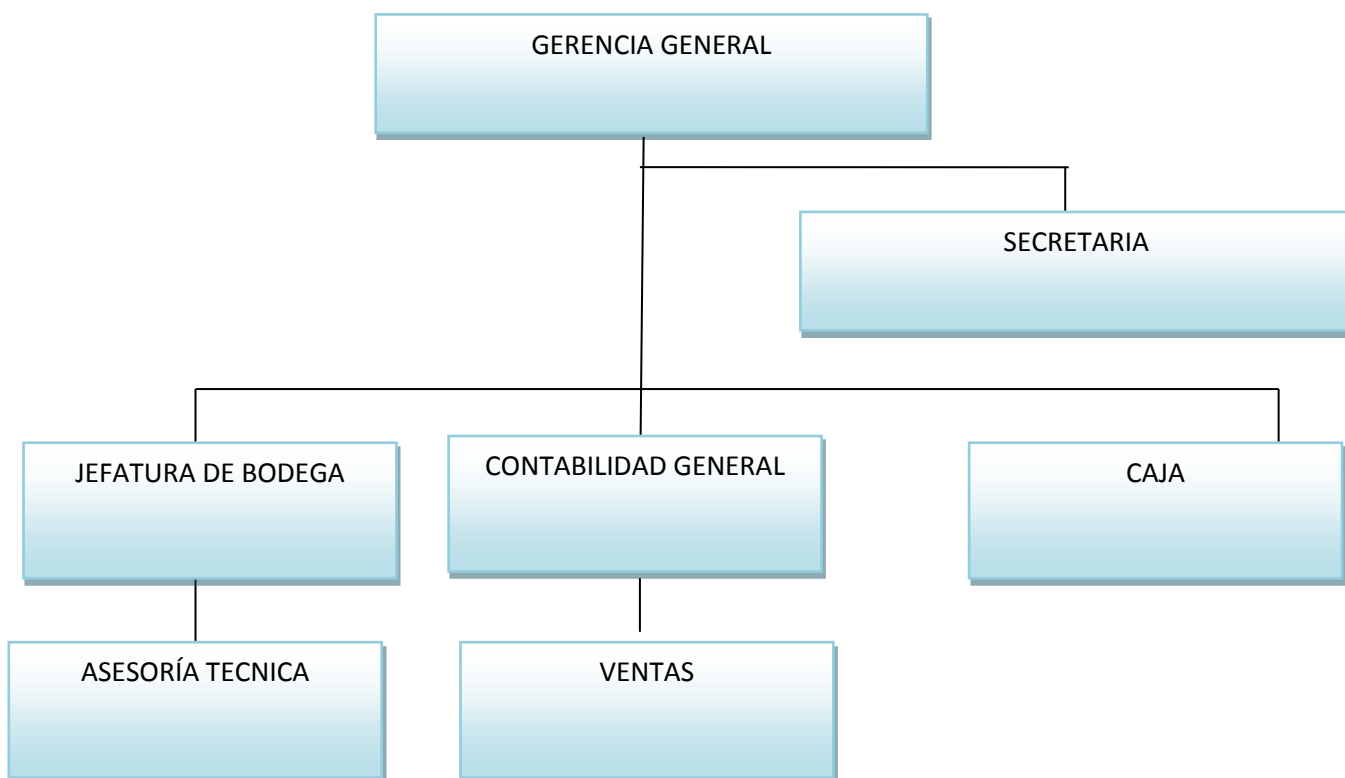 GERENCIA GENERAL
SECRETARIA
JEFATURA DE BODEGA
CONTABILIDAD GENERAL
CAJA
ASESORÍA TECNICA
VENTAS